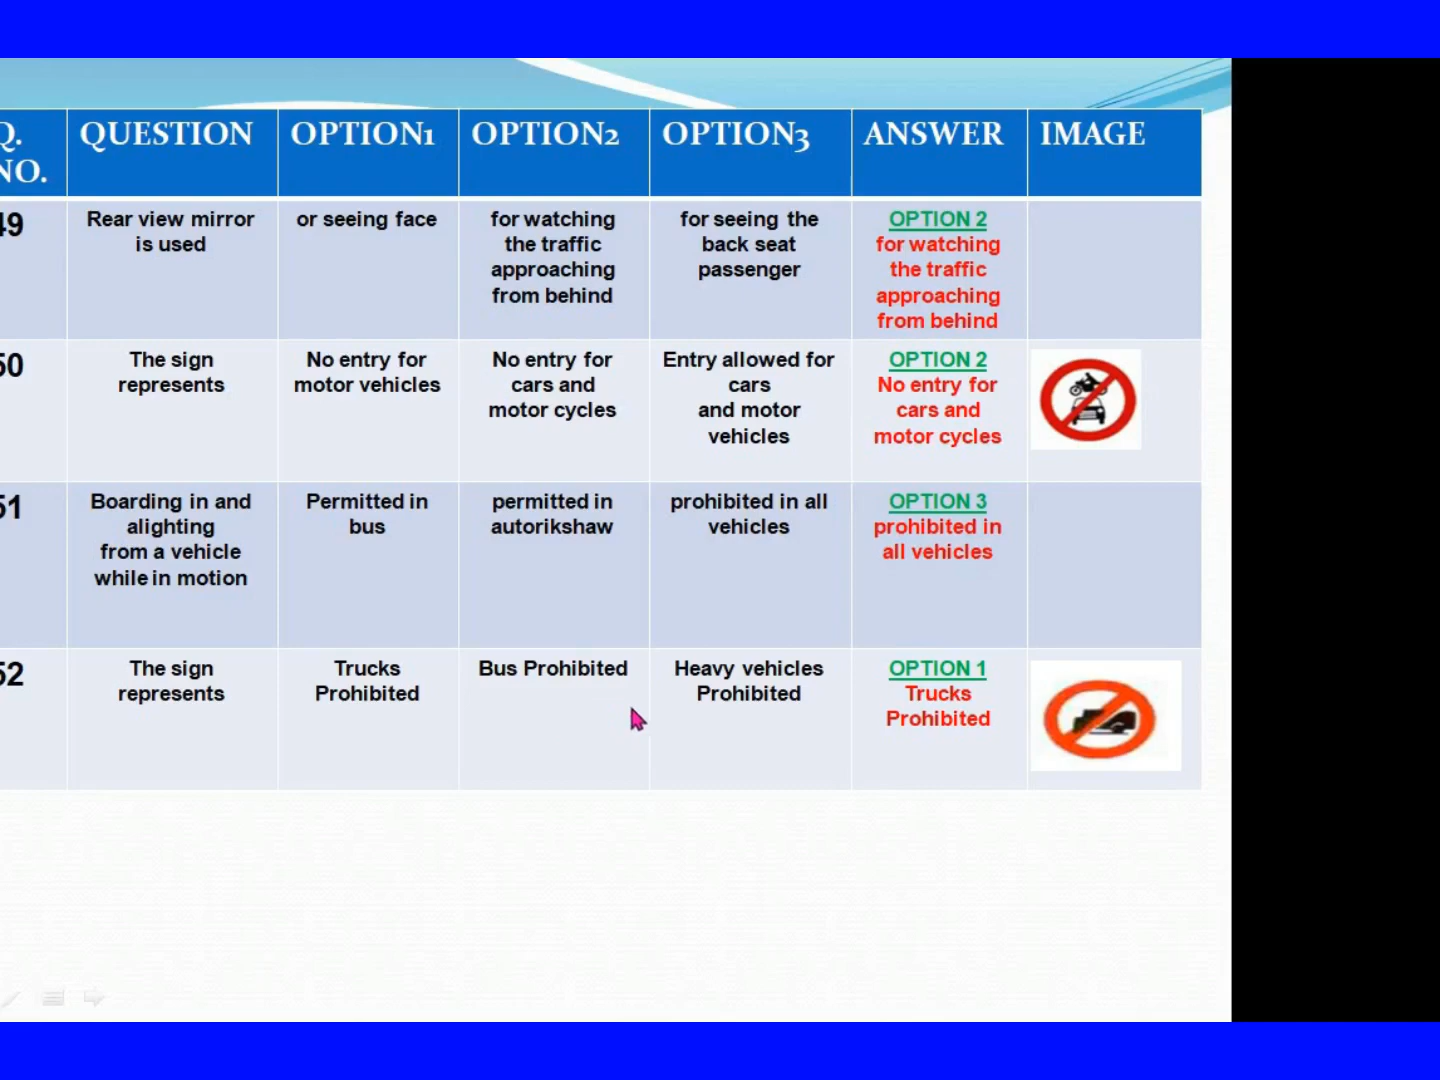 Q. NO.
QUESTION
OPTION1
OPTION2
OPTION3
ANSWER
IMAGE
49
Rear view mirror
is used
or seeing face
for watching
the traffic
approaching
from behind
for seeing the
back seat
passenger
OPTION 2
for watching
the traffic
approaching
from behind
50
The sign
represents
No entry for
motor vehicles
No entry for
cars and
motor cycles
Entry allowed for
cars
and motor
vehicles
OPTION 2
No entry for
cars and
motor cycles
51
Boarding in and
alighting
from a vehicle
while in motion
Permitted in
bus
permitted in
autorikshaw
prohibited in all
vehicles
OPTION 3
prohibited in
all vehicles
52
The sign
represents
Trucks
Prohibited
Bus Prohibited
Heavy vehicles
Prohibited
OPTION 1
Trucks
Prohibited